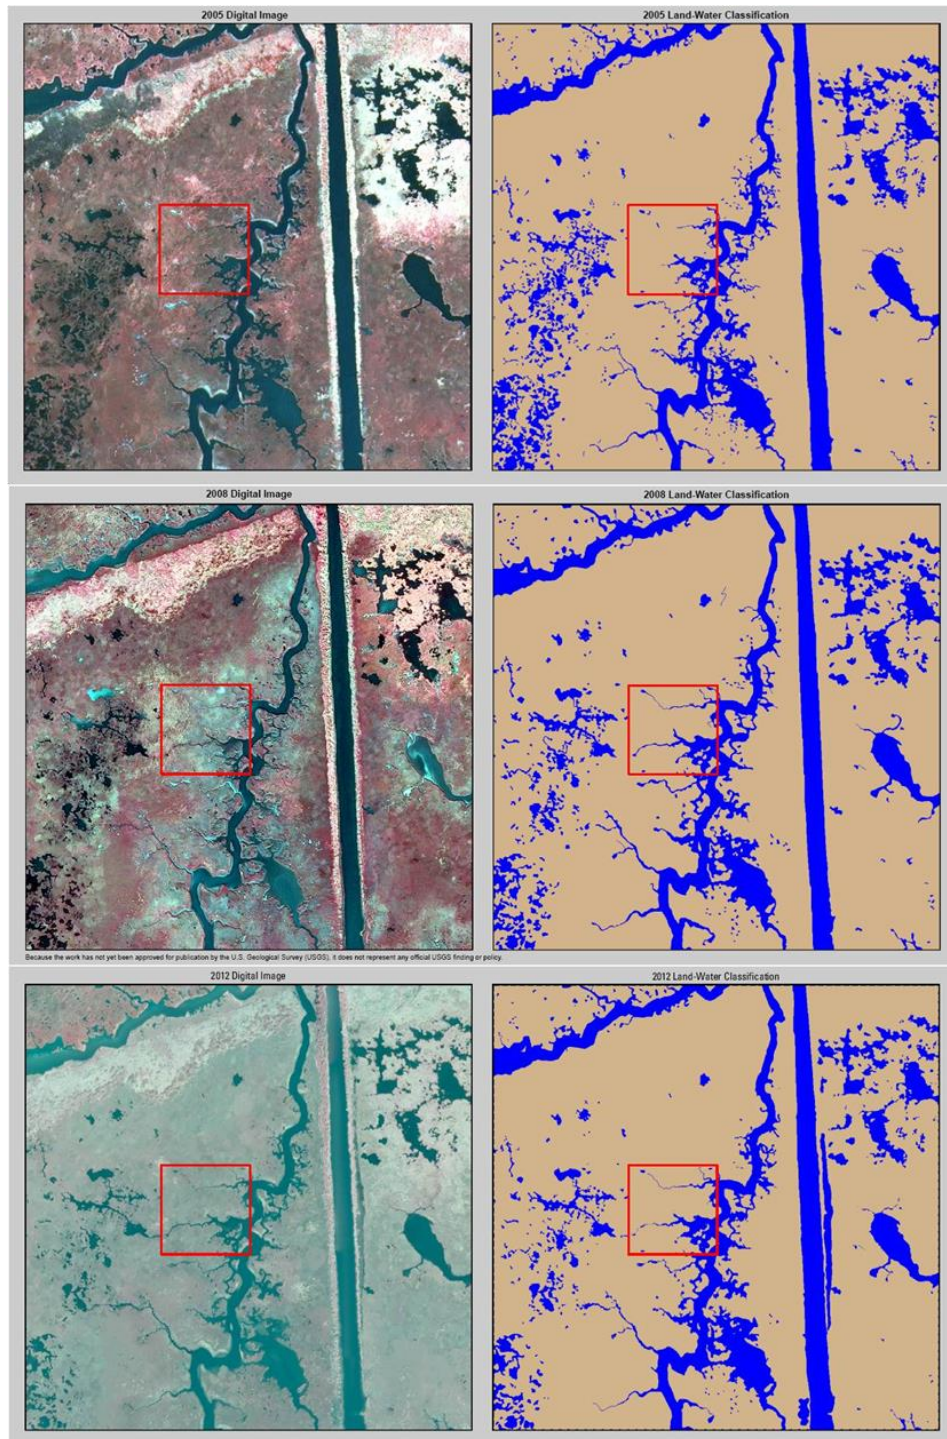 2005 Digital Image
2005 Land-Water Classification
2008 Digital Image
2008 Land-Water Classification
Because the work has not yet been approved for publication by the U.S. Geological Survey (USGS), it does not represent any official USGS finding or policy.
2012 Digital Image
2012 Land-Water Classification